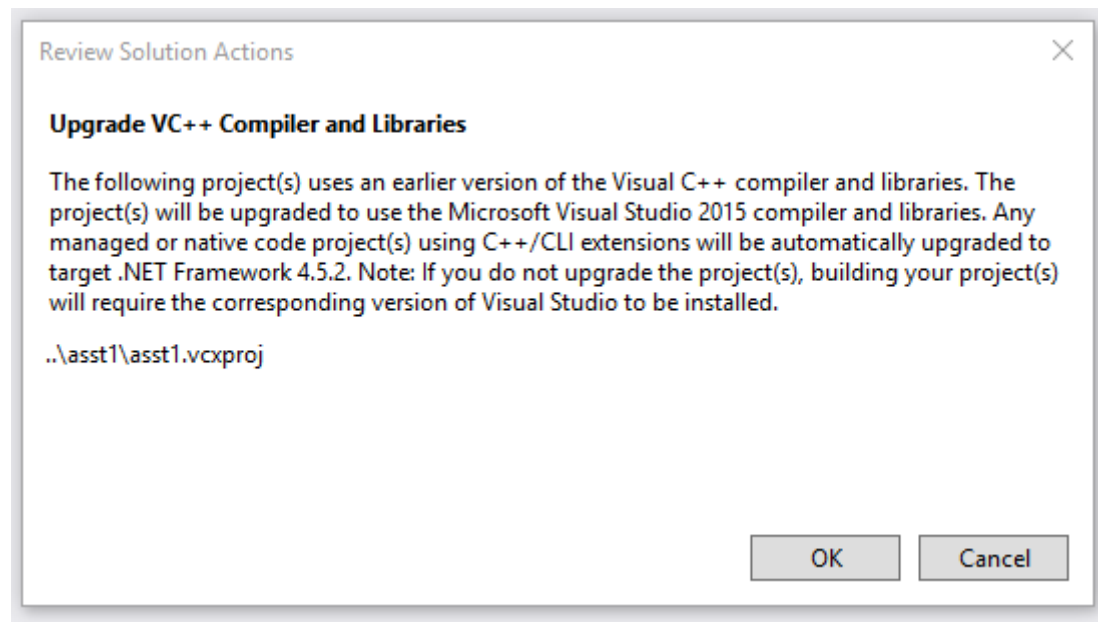 Review Solution Actions
Upgrade VC++ Compiler and Libraries
The following project(s) uses an earlier version of the Visual C++ compiler and libraries. The
project(s) will be upgraded to use the Microsoft Visual Studio 2015 compiler and libraries. Any
managed or native code project(s) using C++/CLI extensions will be automatically upgraded to
target .NET Framework 4.5.2. Note: If you do not upgrade the project(s), building your project(s)
will require the corresponding version of Visual Studio to be installed.
..\asst1\asst1.vcxproj
OK Cancel